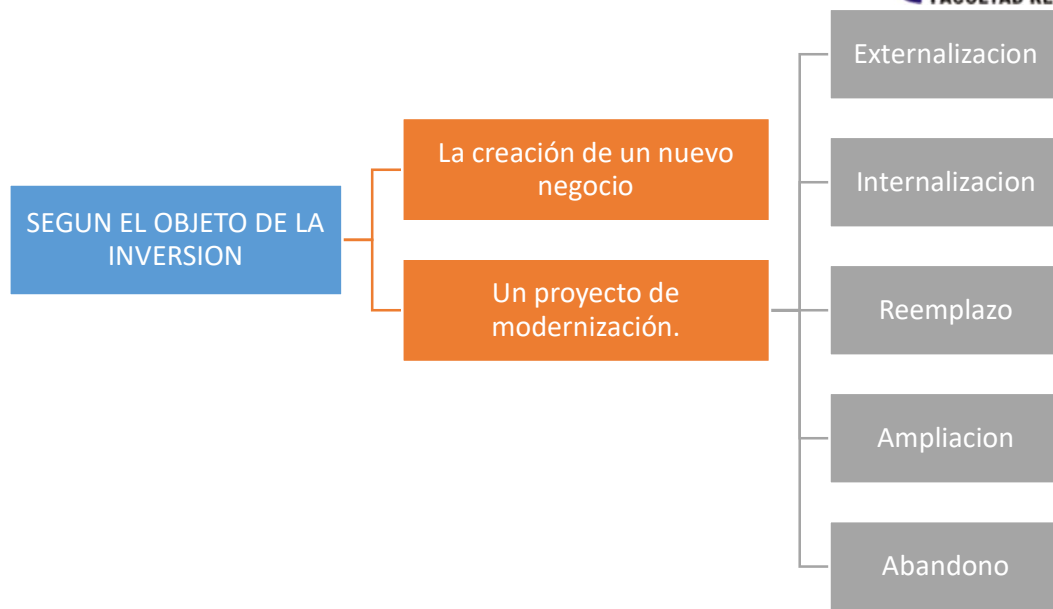 SEGUN EL OBJETO DE LA
INVERSION
La creación de un nuevo
negocio
Un proyecto de
modernización.
Externalizacion
Internalizacion
Reemplazo
Ampliacion
Abandono